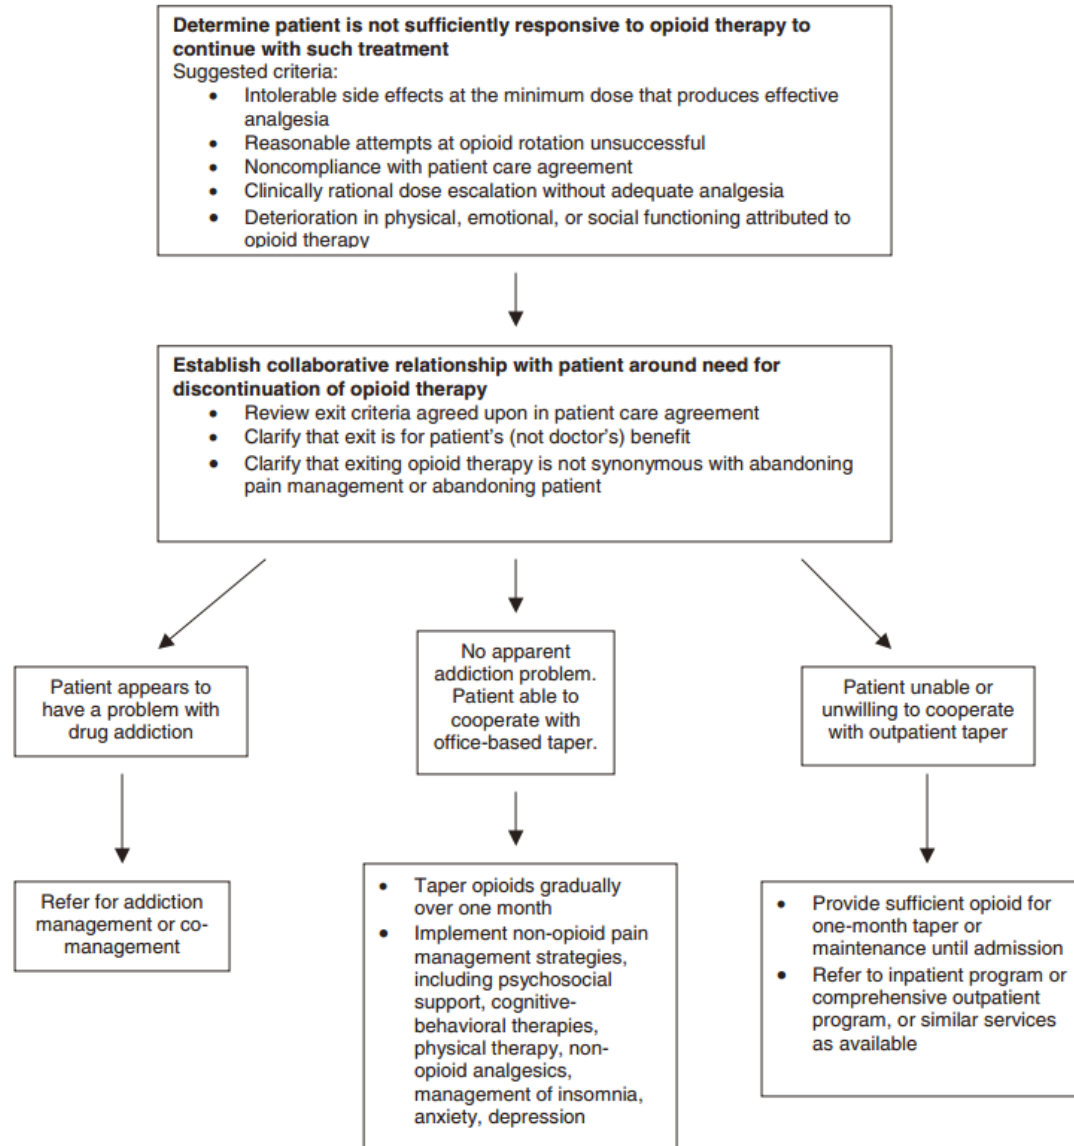 Determine patient is not sufficiently responsive to opioid therapy to
continue with such treatment
Suggested criteria:
• Intolerable side effects at the minimum dose that produces effective
analgesia
• Reasonable attempts at opioid rotation unsuccessful
• Noncompliance with patient care agreement
• Clinically rational dose escalation without adequate analgesia
• Deterioration in physical, emotional, or social functioning attributed to
opioid therapy
Establish collaborative relationship with patient around need for
discontinuation of opioid therapy
• Review exit criteria agreed upon in patient care agreement
• Clarify that exit is for patient's (not doctor's) benefit
• Clarify that exiting opioid therapy is not synonymous with abandoning
pain management or abandoning patient
Patient appears to
have a problem with
drug addiction
Refer for addiction
management or co-
management
No apparent
addiction problem.
Patient able to
cooperate with
office-based taper.
• Taper opioids gradually
over one month
• Implement non-opioid pain
management strategies,
including psychosocial
support, cognitive-
behavioral therapies,
physical therapy, non-
opioid analgesics,
management of insomnia,
anxiety, depression
Patient unable or
unwilling to cooperate
with outpatient taper
• Provide sufficient opioid for
one-month taper or
maintenance until admission
• Refer to inpatient program or
comprehensive outpatient
program, or similar services
as available